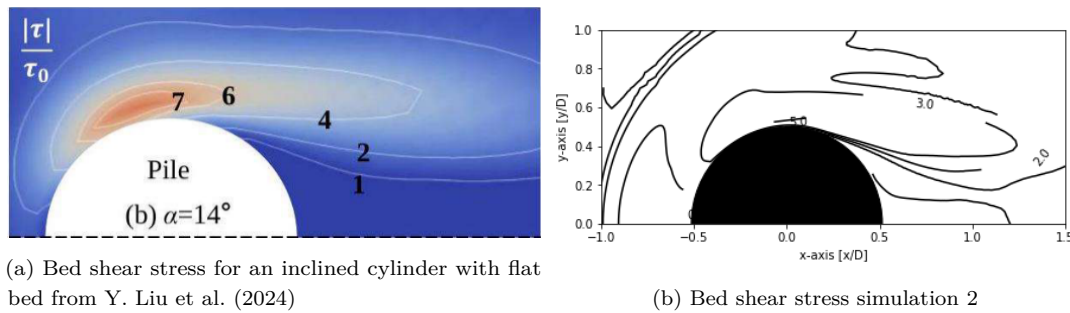 |τ|
τ₀
7
6
4
2
1
Pile
(b) α=14°
(a) Bed shear stress for an inclined cylinder with flat
bed from Y. Liu et al. (2024)
1.0
0.8
0.6
0.4
0.2
0.0
y-axis [y/D]
3.0
5.0
2.0
−1.0
−0.5
0.0
0.5
1.0
1.5
x-axis [x/D]
(b) Bed shear stress simulation 2